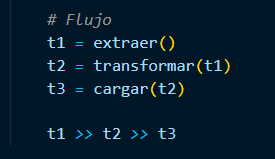 # Flujo
t1 = extraer()
t2 = transformar(t1)
t3 = cargar(t2)
t1 >> t2 >> t3